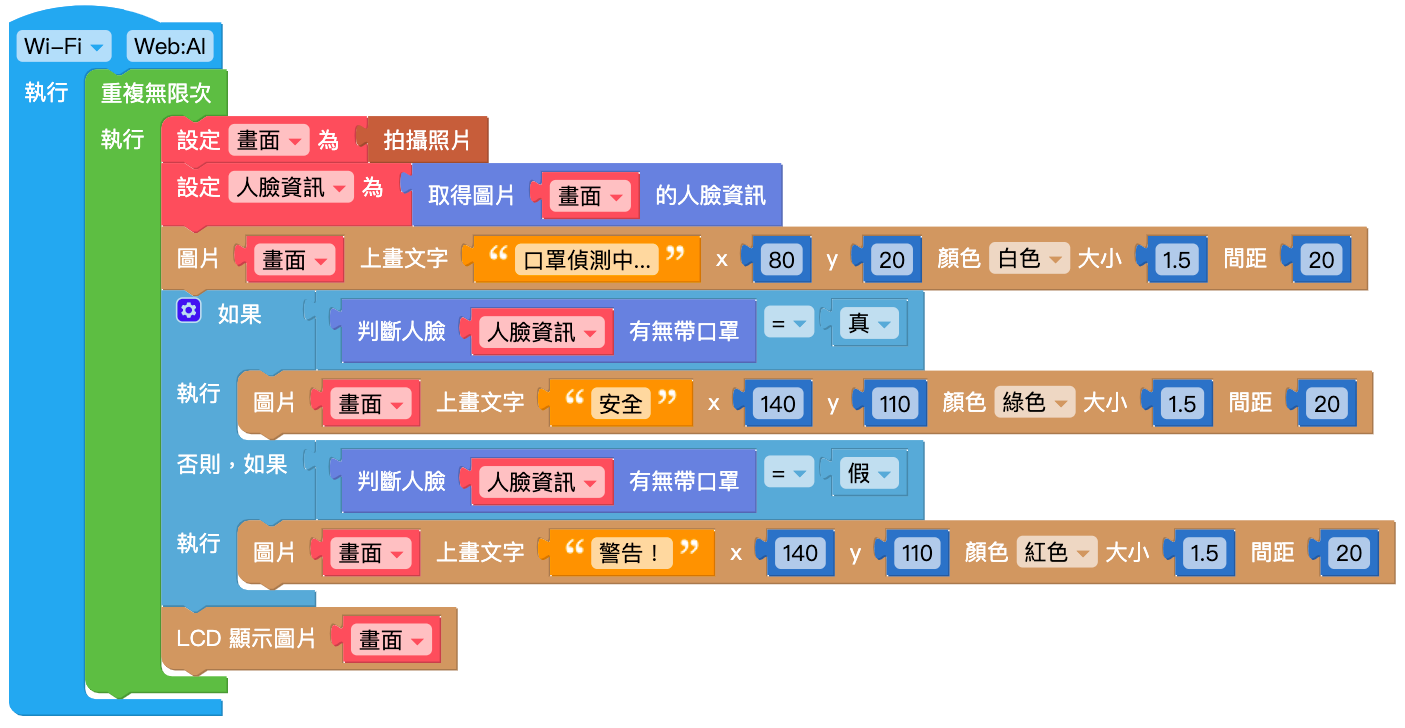 Wi-Fi Web:AI
執行 重複無限次
執行 設定 畫面 為 拍攝照片
設定 人臉資訊 為 取得圖片 畫面 的人臉資訊
圖片 畫面 上畫文字 “ 口罩偵測中... ” x 80 y 20 顏色 白色 大小 1.5 間距 20
如果 判斷人臉 人臉資訊 有無帶口罩 = 真
執行 圖片 畫面 上畫文字 “ 安全 ” x 140 y 110 顏色 綠色 大小 1.5 間距 20
否則，如果 判斷人臉 人臉資訊 有無帶口罩 = 假
執行 圖片 畫面 上畫文字 “ 警告！ ” x 140 y 110 顏色 紅色 大小 1.5 間距 20
LCD 顯示圖片 畫面